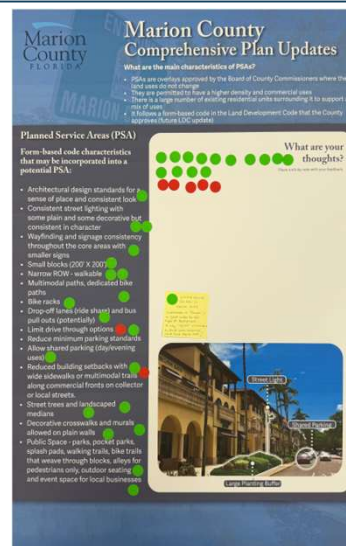 Marion
County
FLORIDA
Marion County
Comprehensive Plan Updates
What are the main characteristics of PSAs?
• PSAs are overlays approved by the Board of County Commissioners where the
land uses do not change
• They are permitted to have a higher density and commercial uses
• There is a large number of existing residential units surrounding it to support a
mix of uses
• It follows a form-based code in the Land Development Code that the County
approves (future LDC update)
Planned Service Areas (PSA)
Form-based code characteristics
that may be incorporated into a
potential PSA:
• Architectural design standards for a
sense of place and consistent look
• Consistent street lighting with
some plain and some decorative but
consistent in character
• Wayfinding and signage consistency
throughout the core areas with
smaller signs
• Small blocks (200' X 200')
• Narrow ROW - walkable
• Multimodal paths, dedicated bike
paths
• Bike racks
• Drop-off lanes (ride share) and bus
pull outs (potentially)
• Limit drive through options
• Reduce minimum parking standards
• Allow shared parking (day/evening
uses)
• Reduced building setbacks with
wide sidewalks or multimodal trails
along commercial fronts on collector
or local streets.
• Street trees and landscaped
medians
• Decorative crosswalks and murals
allowed on plain walls
• Public Space - parks, pocket parks,
splash pads, walking trails, bike trails
that weave through blocks, alleys for
pedestrians only, outdoor seating
and event space for local businesses
What are your
thoughts?
Street Light
Shared Parking
Large Planting Buffer